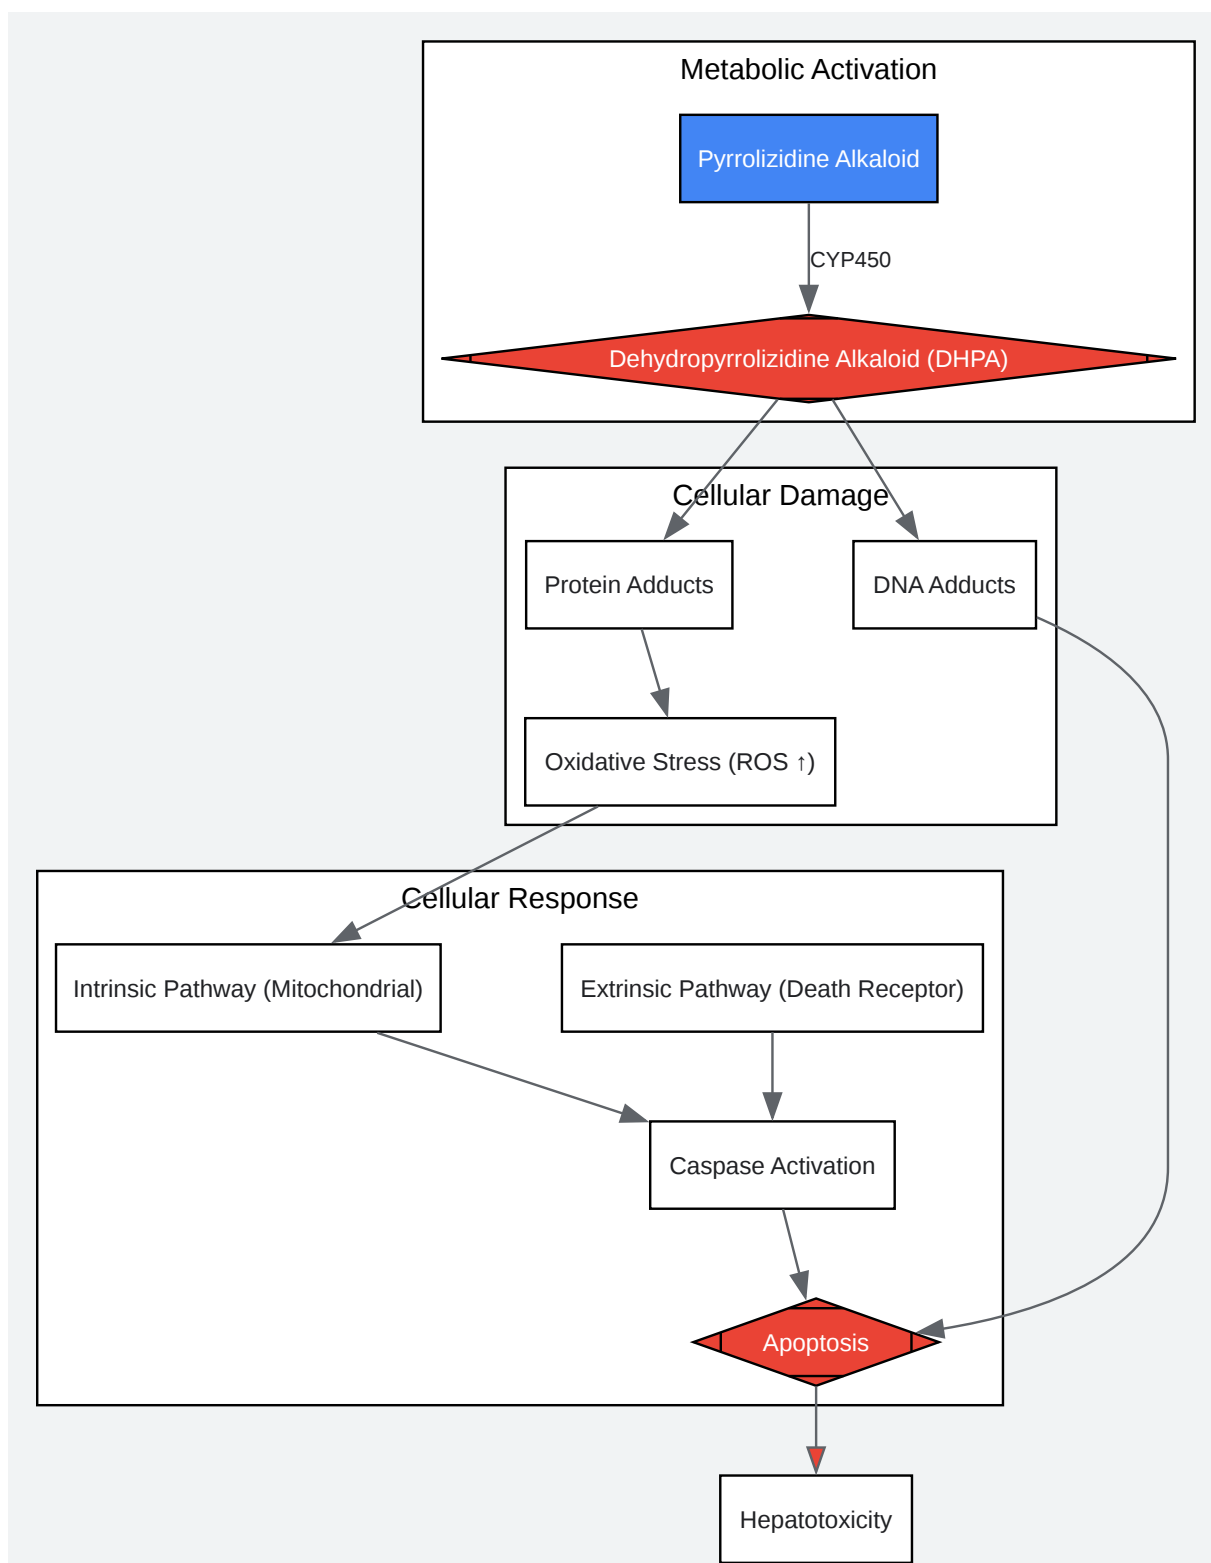 Metabolic Activation
Pyrrolizidine Alkaloid
CYP450
Dehydropyrrolizidine Alkaloid (DHPA)
Cellular Damage
Protein Adducts
DNA Adducts
Oxidative Stress (ROS ↑)
Cellular Response
Intrinsic Pathway (Mitochondrial)
Extrinsic Pathway (Death Receptor)
Caspase Activation
Apoptosis
Hepatotoxicity